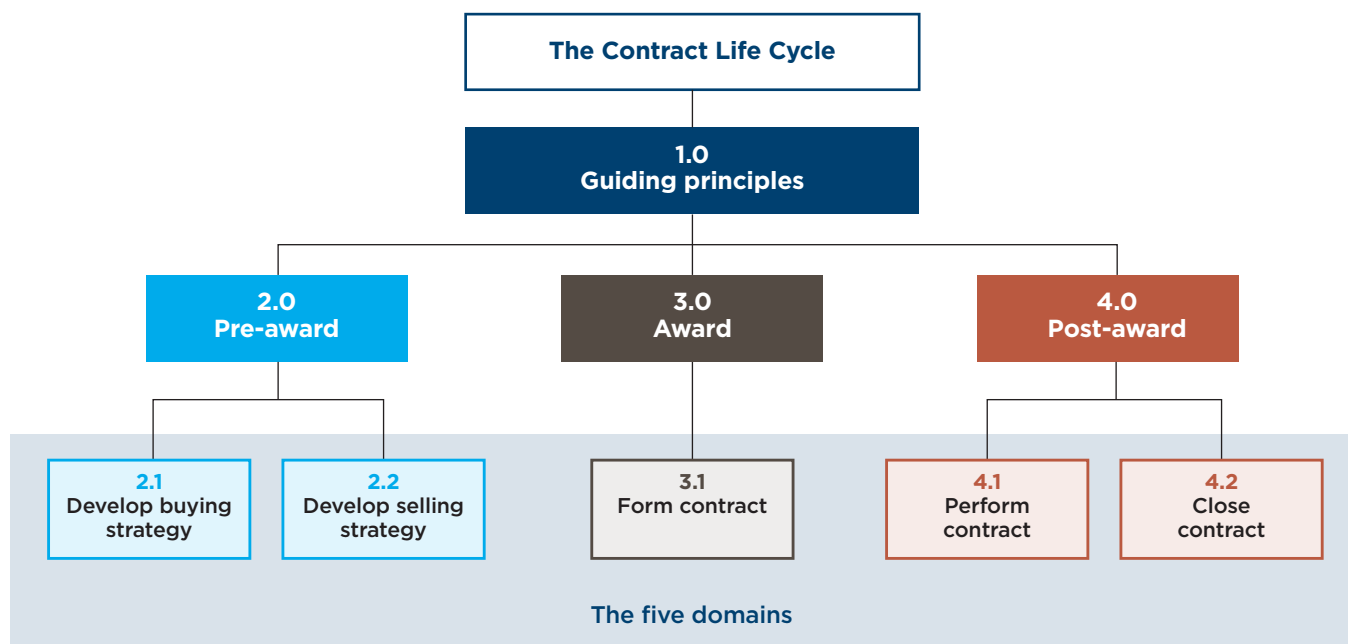 The Contract Life Cycle
1.0
Guiding principles
2.0
Pre-award
3.0
Award
4.0
Post-award
2.1
Develop buying
strategy
2.2
Develop selling
strategy
3.1
Form contract
4.1
Perform
contract
4.2
Close
contract
The five domains